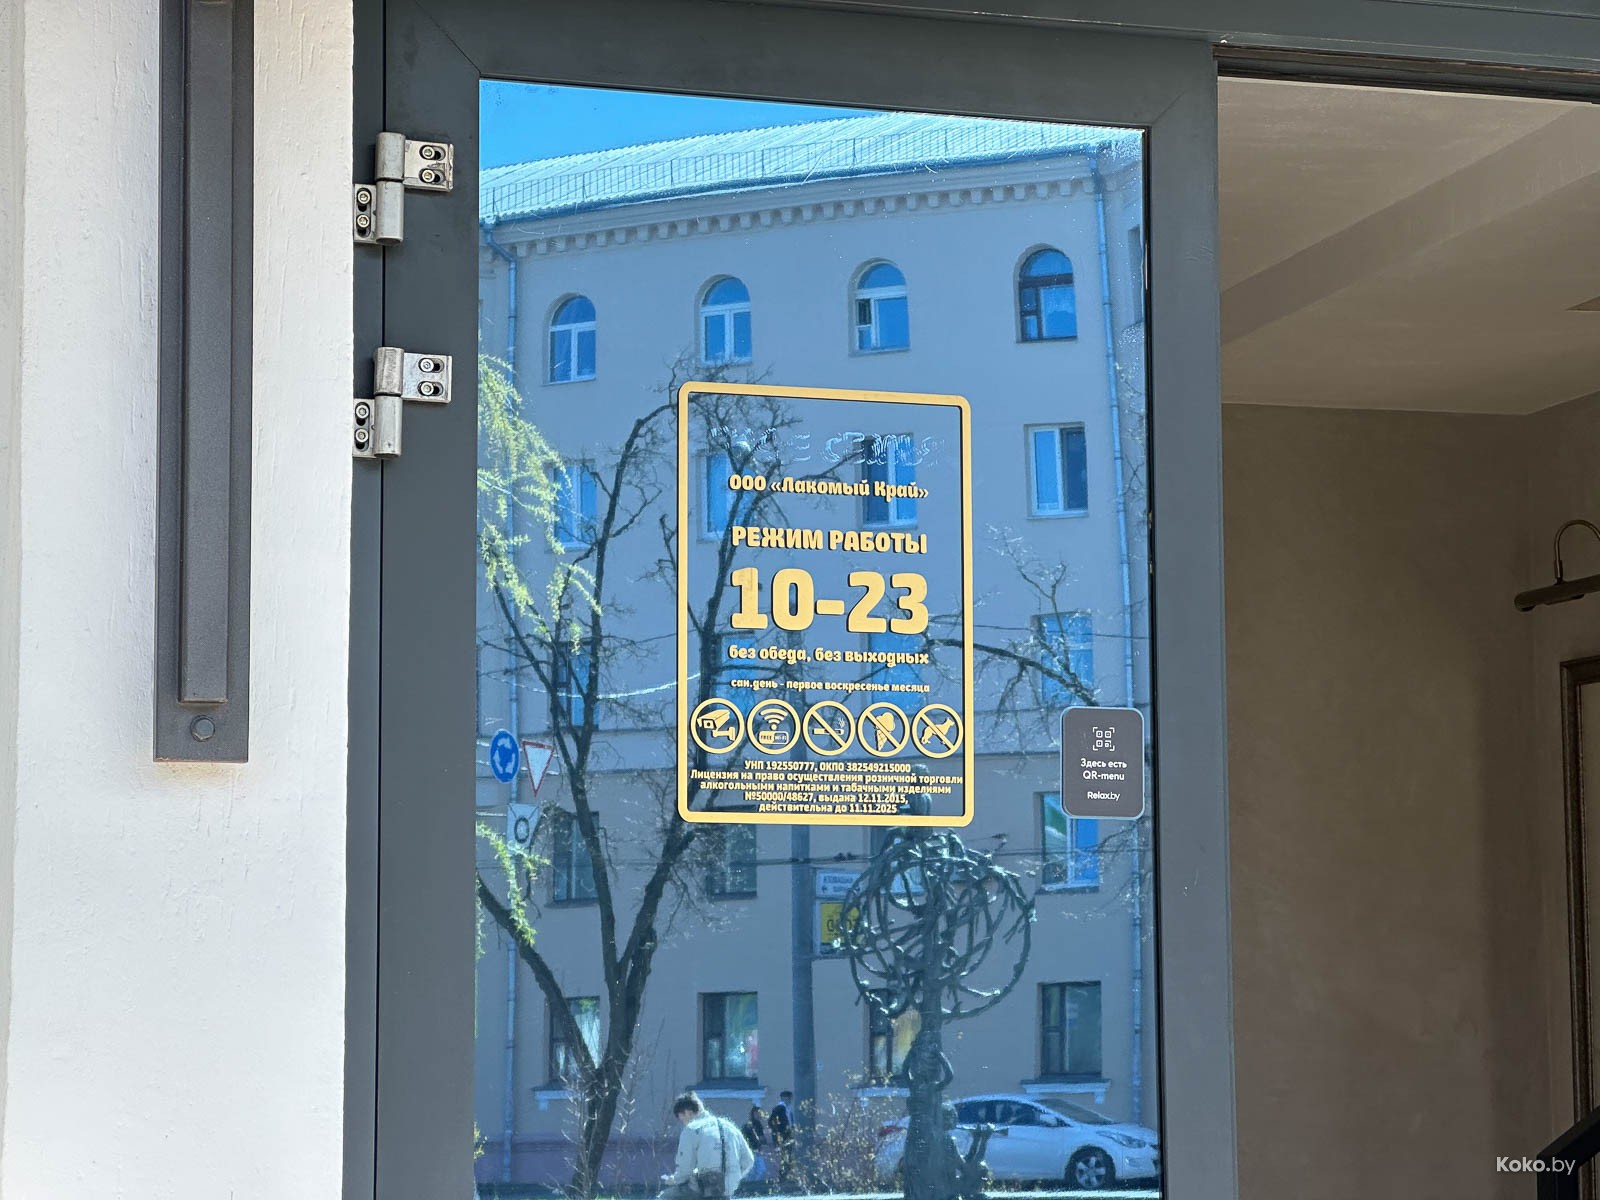 ООО «Лакомый Край»
РЕЖИМ РАБОТЫ
10-23
без обеда, без выходных
сан.день - первое воскресенье месяца
FREE Wi-Fi
УНП 192550777, ОКПО 382549215000
Лицензия на право осуществления розничной торговли
алкогольными напитками и табачными изделиями
№50000/48627, выдана 12.11.2015,
действительна до 11.11.2025
Здесь есть
QR-menu
Relax.by
Koko.by